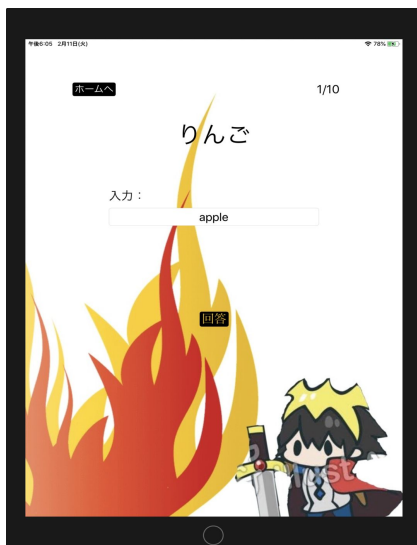 午後6:05 2月11日(火) 78%
ホームへ 1/10
りんご
入力：
apple
回答